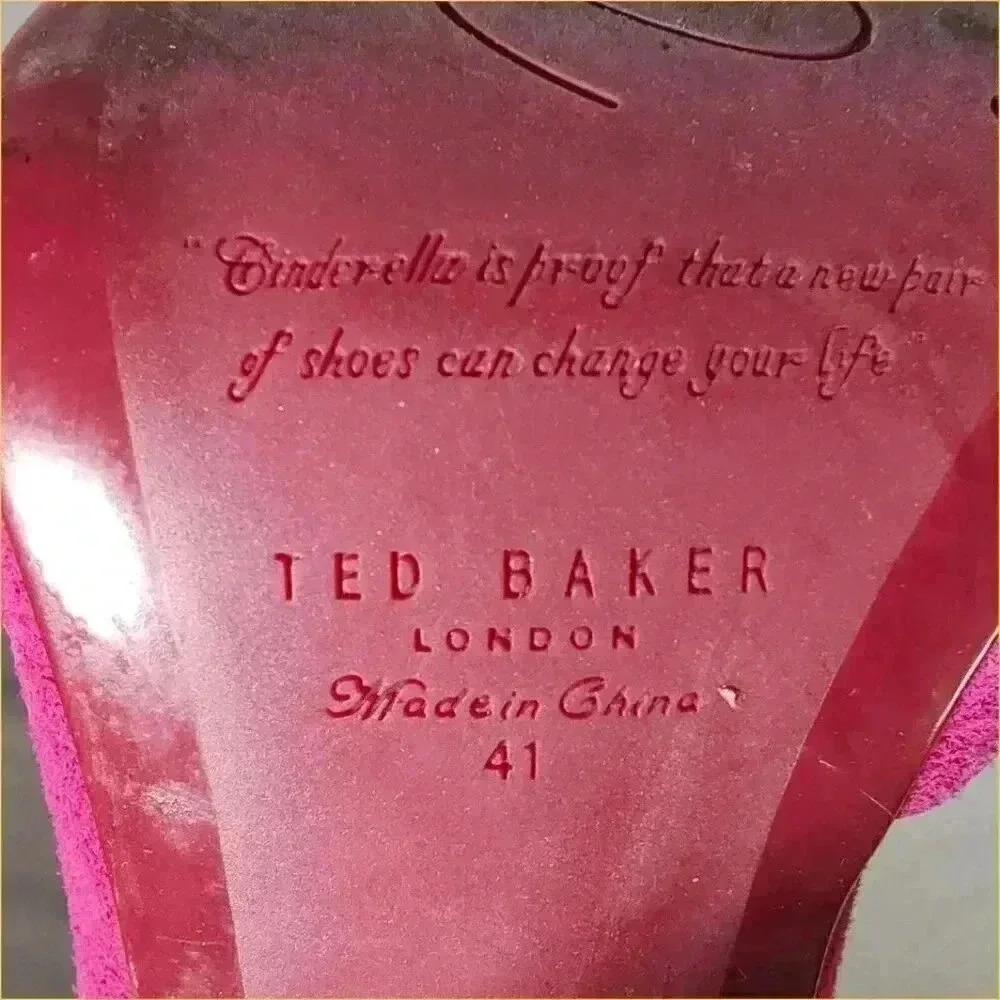 "Cinderella is proof that a new pair
of shoes can change your life"
TED BAKER
LONDON
Made in China
41